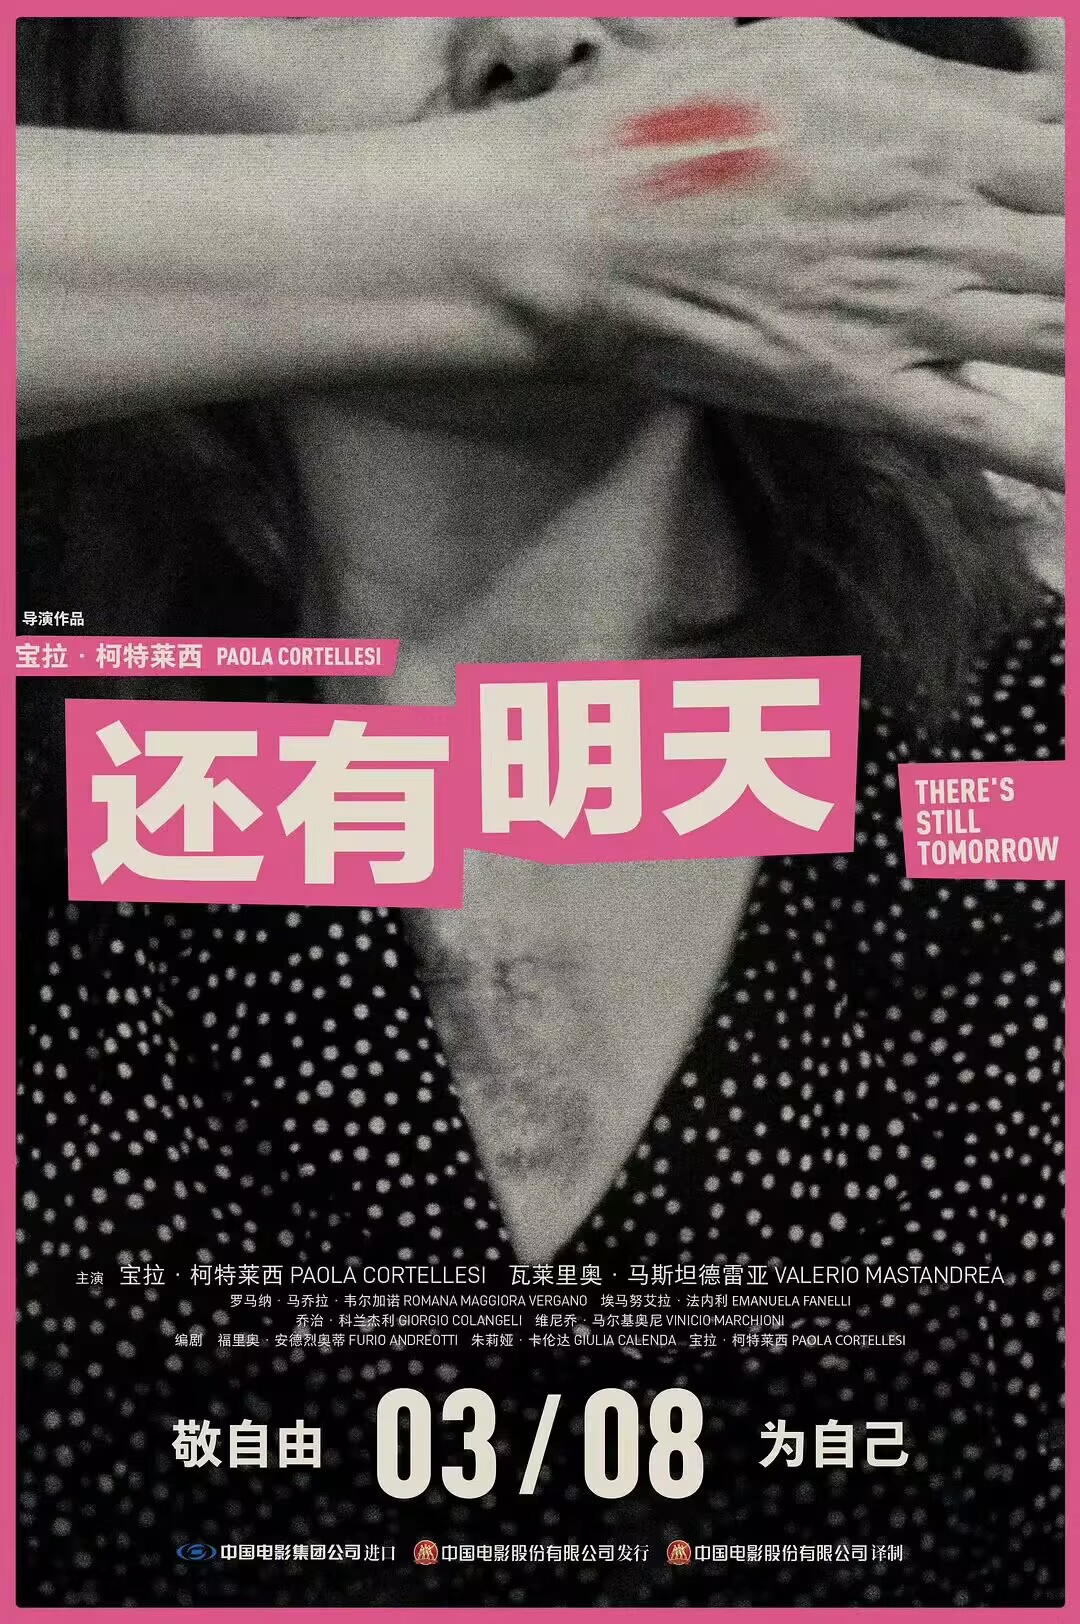 导演作品
宝拉·柯特莱西 PAOLA CORTELLESI
还有明天
THERE'S
STILL
TOMORROW
主演 宝拉·柯特莱西 PAOLA CORTELLESI 瓦莱里奥·马斯坦德雷亚 VALERIO MASTANDREA
罗马纳·马乔拉·韦尔加诺 ROMANA MAGGIORA VERGANO 埃马努艾拉·法内利 EMANUELA FANELLI
乔治·科兰杰利 GIORGIO COLANGELI 维尼乔·马尔基奥尼 VINICIO MARCHIONI
编剧 福里奥·安德烈奥蒂 FURIO ANDREOTTI 朱莉娅·卡伦达 GIULIA CALENDA 宝拉·柯特莱西 PAOLA CORTELLESI
敬自由 03/08 为自己
中国电影集团公司进口 中国电影股份有限公司发行 中国电影股份有限公司译制